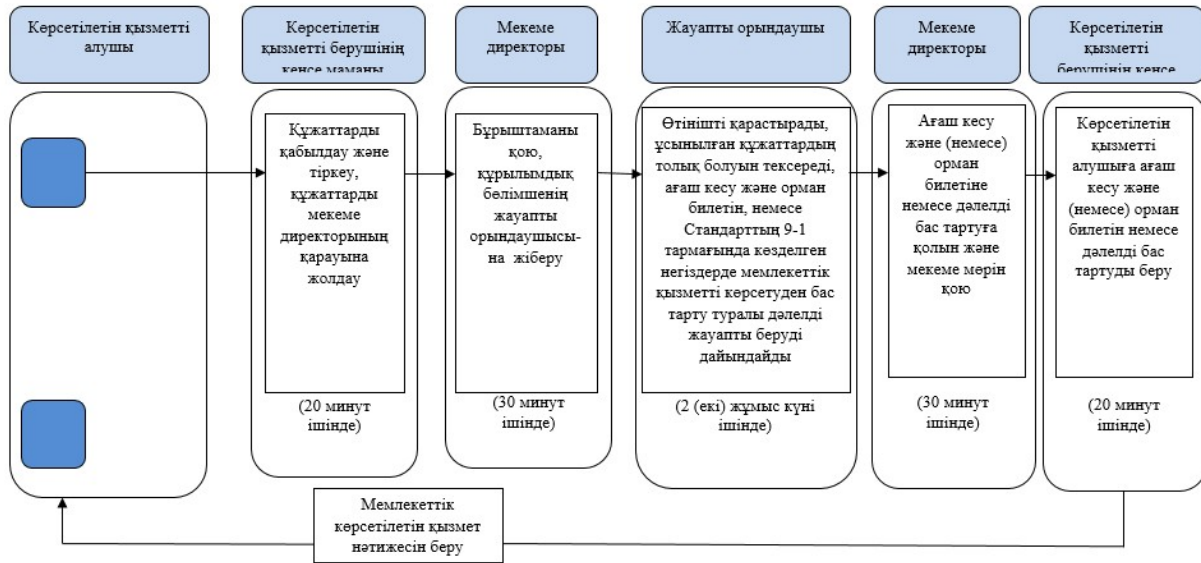 Көрсетілетін қызметті
алушы
Көрсетілетін
қызметті берушінің
кеңсе маманы
Мекеме
директоры
Жауапты орындаушы
Мекеме
директоры
Көрсетілетін
қызметті
берушінің кеңсе
Құжаттарды
қабылдау және
тіркеу,
құжаттарды
мекеме
директорының
қарауына
жолдау
(20 минут
ішінде)
Бұрыштаманы
қою,
құрылымдық
бөлімшенің
жауапты
орындаушысы-
на жіберу
(30 минут
ішінде)
Өтінішті қарастырады,
ұсынылған құжаттардың
толық болуын тексереді,
ағаш кесу және орман
билетін, немесе
Стандарттың 9-1
тармағында көзделген
негіздерде мемлекеттік
қызметті көрсетуден бас
тарту туралы дәлелді
жауапты беруді
дайындайды
(2 (екі) жұмыс күні
ішінде)
Ағаш кесу
және (немесе)
орман
билетіне
немесе дәлелді
бас тартуға
қолын және
мекеме мөрін
қою
(30 минут
ішінде)
Көрсетілетін
қызметті
алушыға ағаш
кесу және
(немесе) орман
билетін немесе
дәлелді бас
тартуды беру
(20 минут
ішінде)
Мемлекеттік
көрсетілетін қызмет
нәтижесін беру